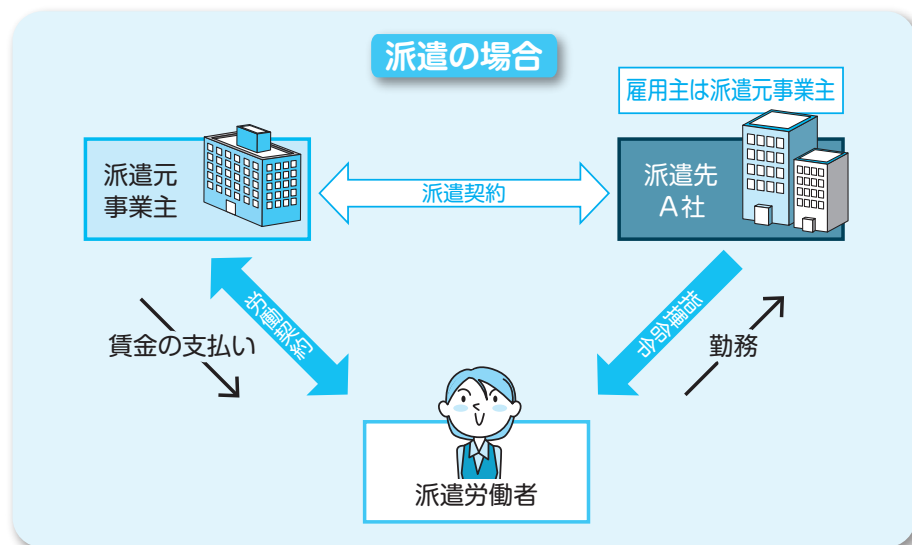 派遣の場合
雇用主は派遣元事業主
派遣元
事業主
派遣契約
派遣先
A社
労働契約
指揮命令
賃金の支払い
勤務
派遣労働者